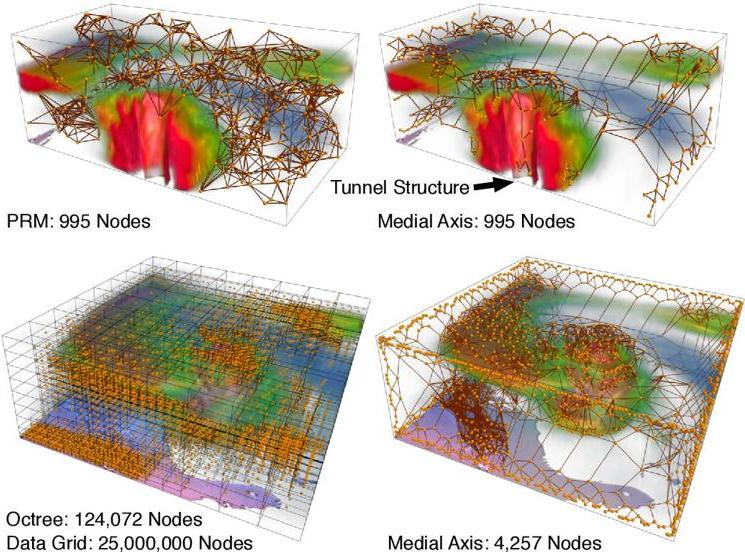 Tunnel Structure
PRM: 995 Nodes
Medial Axis: 995 Nodes
Octree: 124,072 Nodes
Data Grid: 25,000,000 Nodes
Medial Axis: 4,257 Nodes